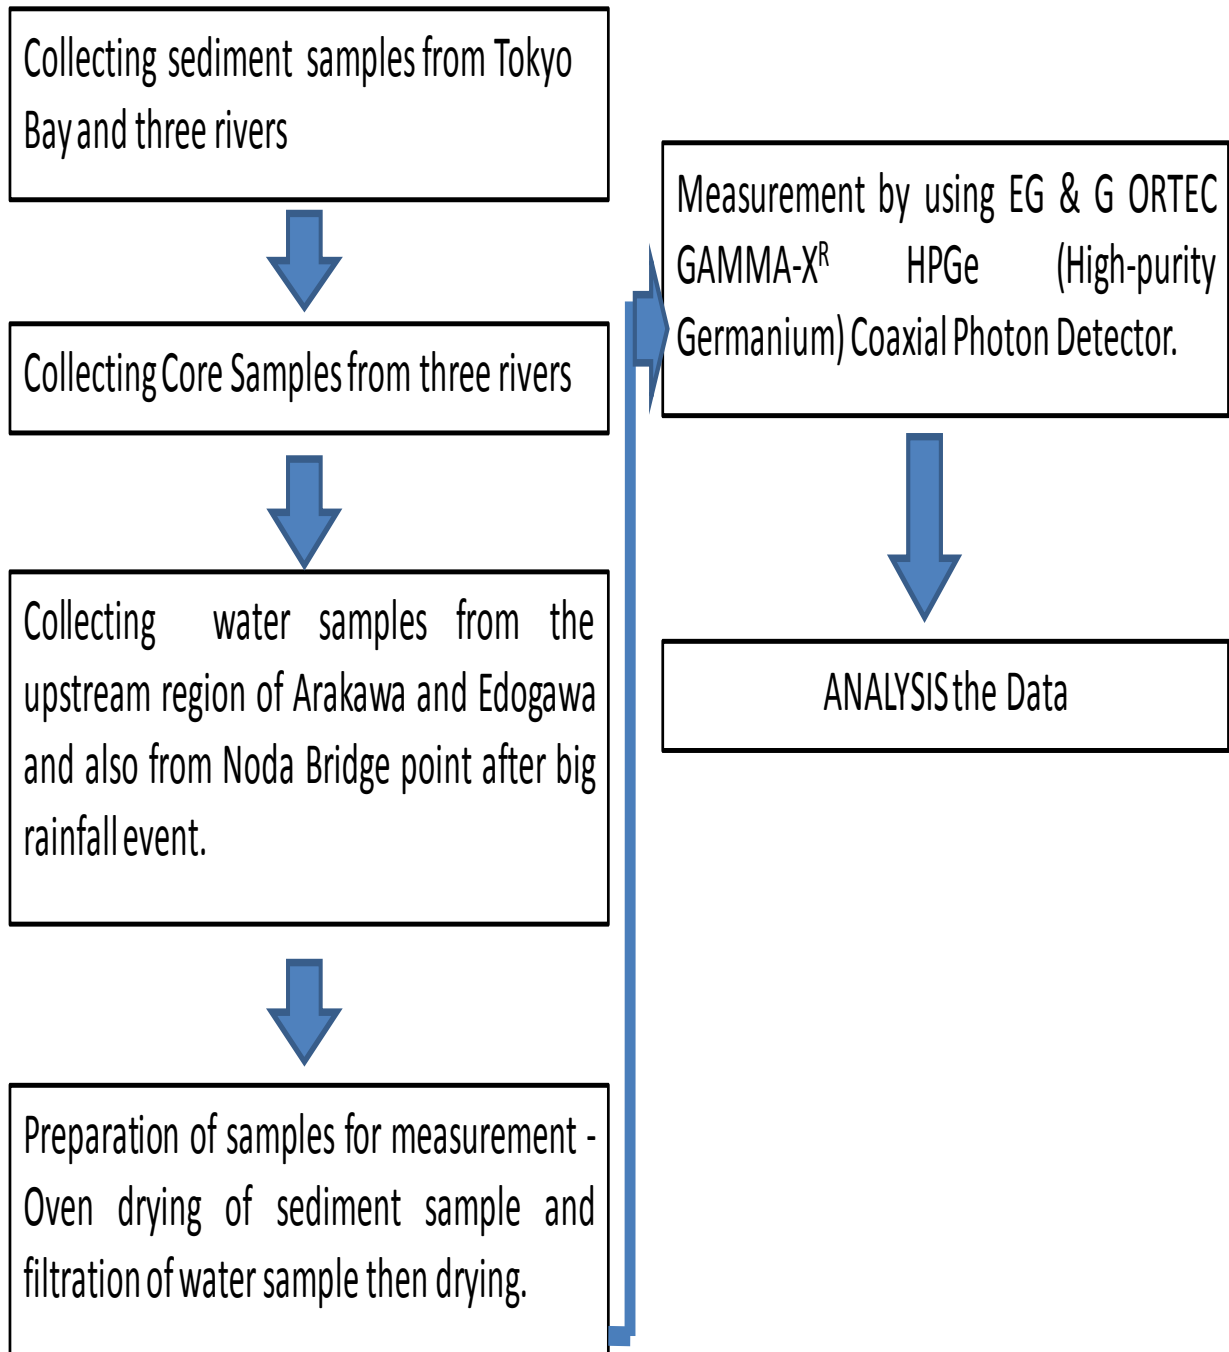 Collecting sediment samples from Tokyo
Bay and three rivers
Collecting Core Samples from three rivers
Collecting water samples from the
upstream region of Arakawa and Edogawa
and also from Noda Bridge point after big
rainfall event.
Preparation of samples for measurement -
Oven drying of sediment sample and
filtration of water sample then drying.
Measurement by using EG & G ORTEC
GAMMA-X^R HPGe (High-purity
Germanium) Coaxial Photon Detector.
ANALYSIS the Data